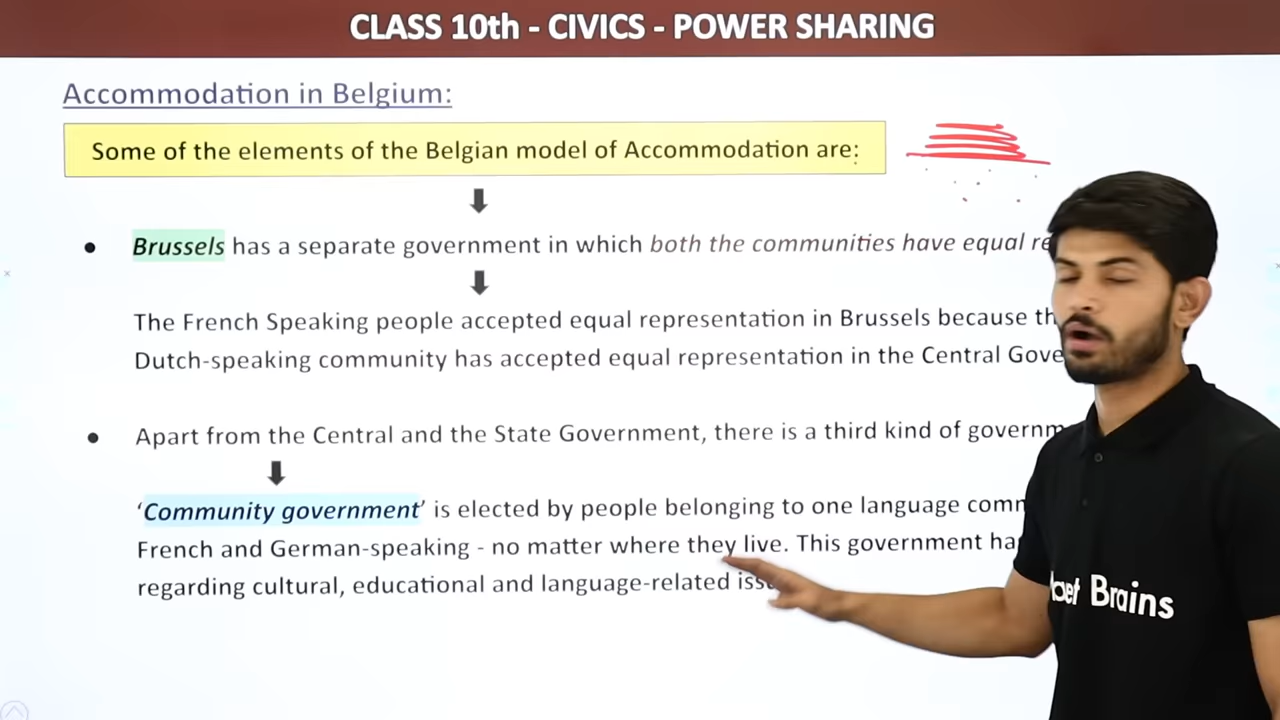 CLASS 10th - CIVICS - POWER SHARING
Accommodation in Belgium:
Some of the elements of the Belgian model of Accommodation are:
● Brussels has a separate government in which both the communities have equal
The French Speaking people accepted equal representation in Brussels because
Dutch-speaking community has accepted equal representation in the Central
● Apart from the Central and the State Government, there is a third kind of
‘Community government’ is elected by people belonging to one language
French and German-speaking - no matter where they live. This government
regarding cultural, educational and language-related
Brains